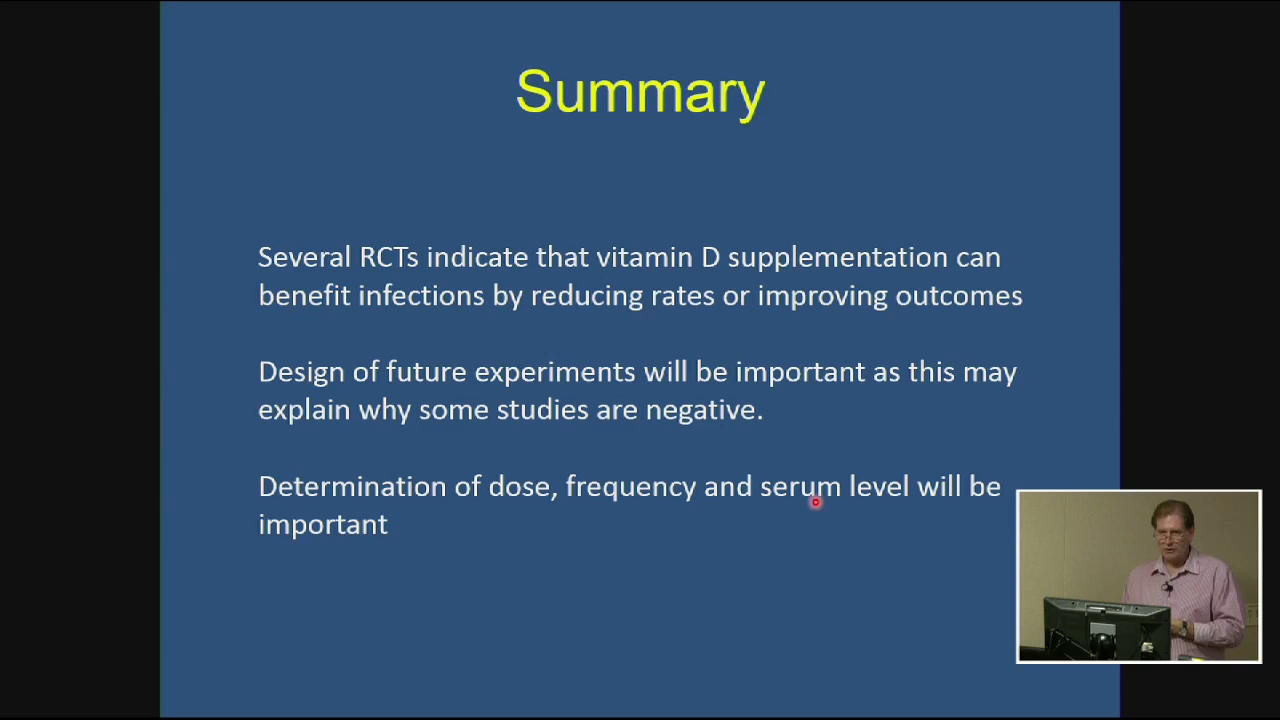 Summary
Several RCTs indicate that vitamin D supplementation can
benefit infections by reducing rates or improving outcomes
Design of future experiments will be important as this may
explain why some studies are negative.
Determination of dose, frequency and serum level will be
important